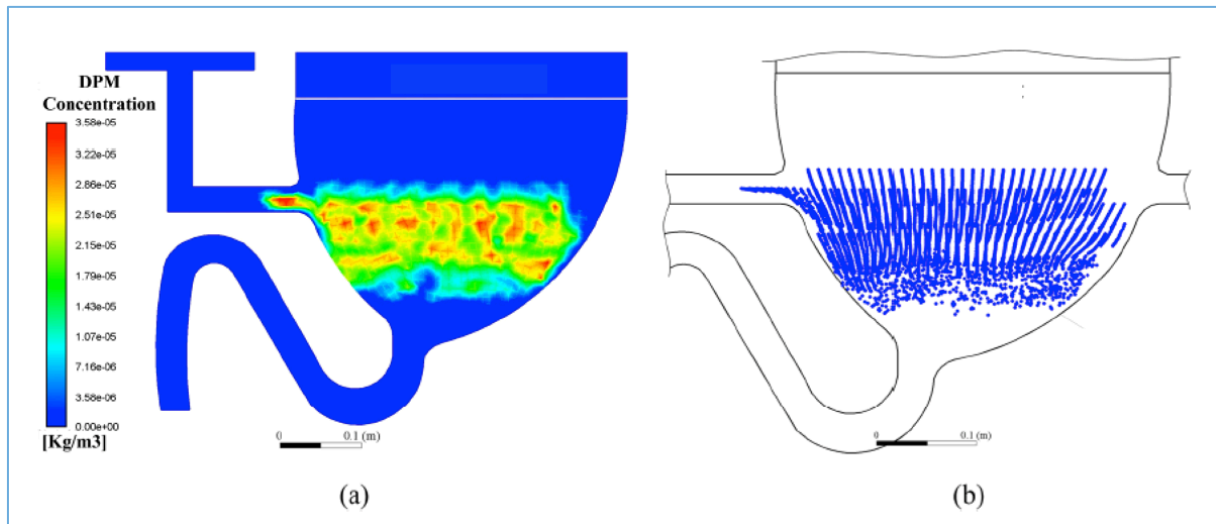 DPM
Concentration
3.58e-05
3.22e-05
2.86e-05
2.51e-05
2.15e-05
1.79e-05
1.43e-05
1.07e-05
7.16e-06
3.58e-06
0.00e+00
[Kg/m3]
0 0.1 (m)
0 0.1 (m)
(a) (b)